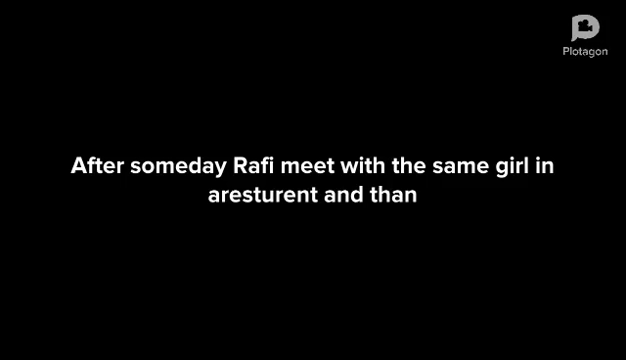 Plotagon
After someday Rafi meet with the same girl in
aresturent and than